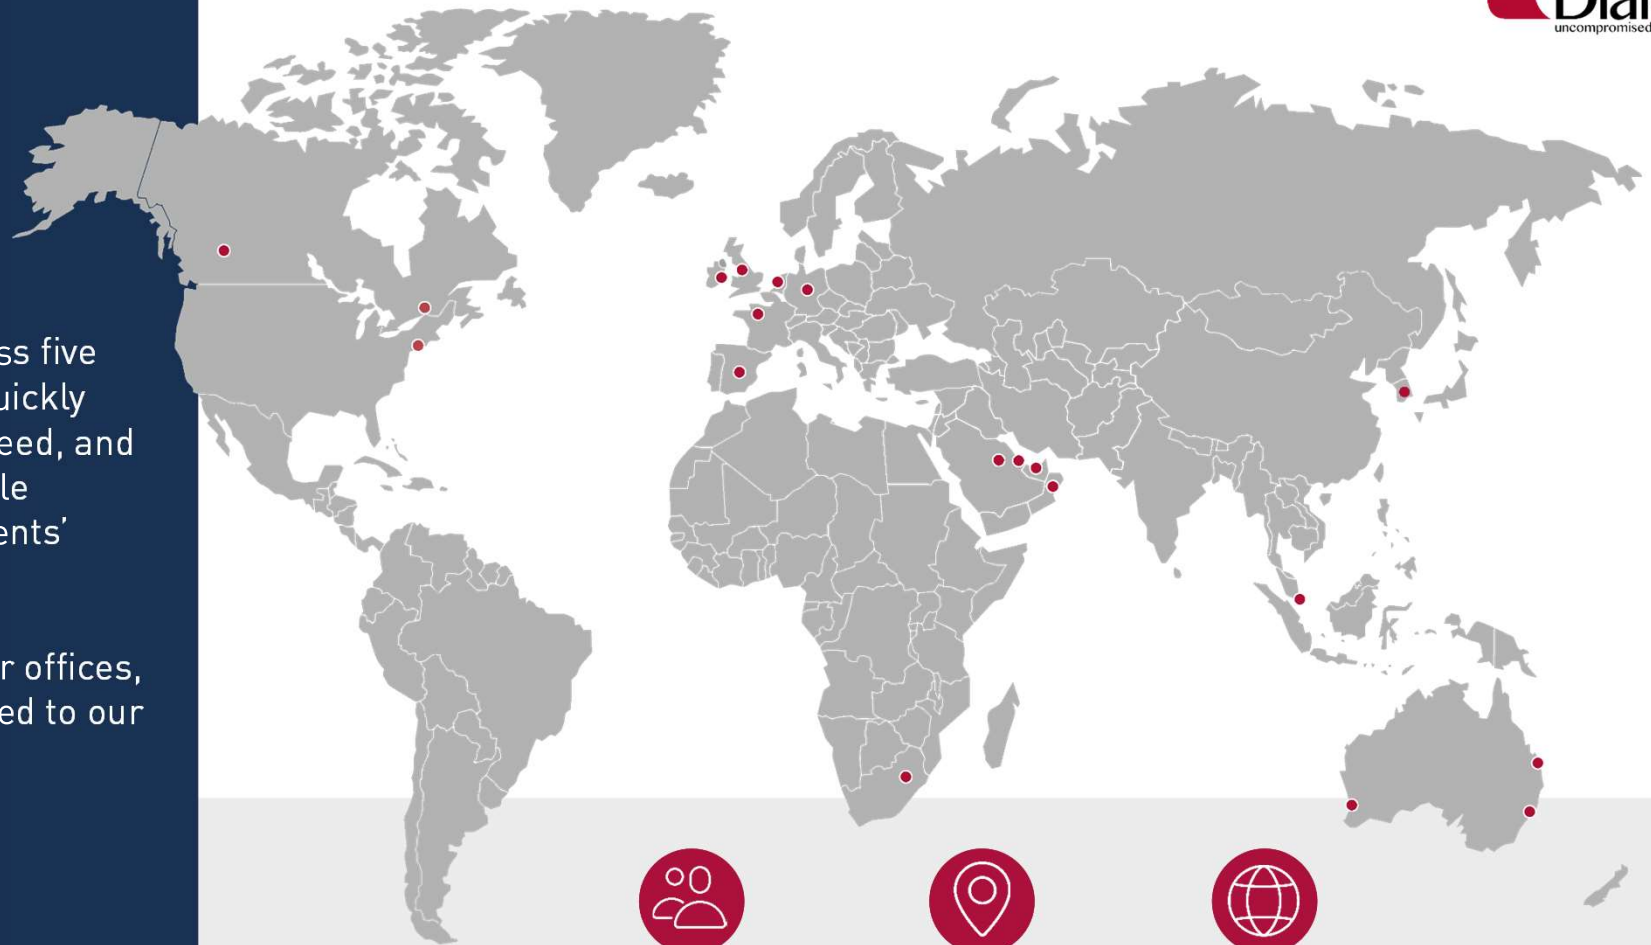 uncompromised
ss five
uickly
eed, and
le
ents’
r offices,
ed to our